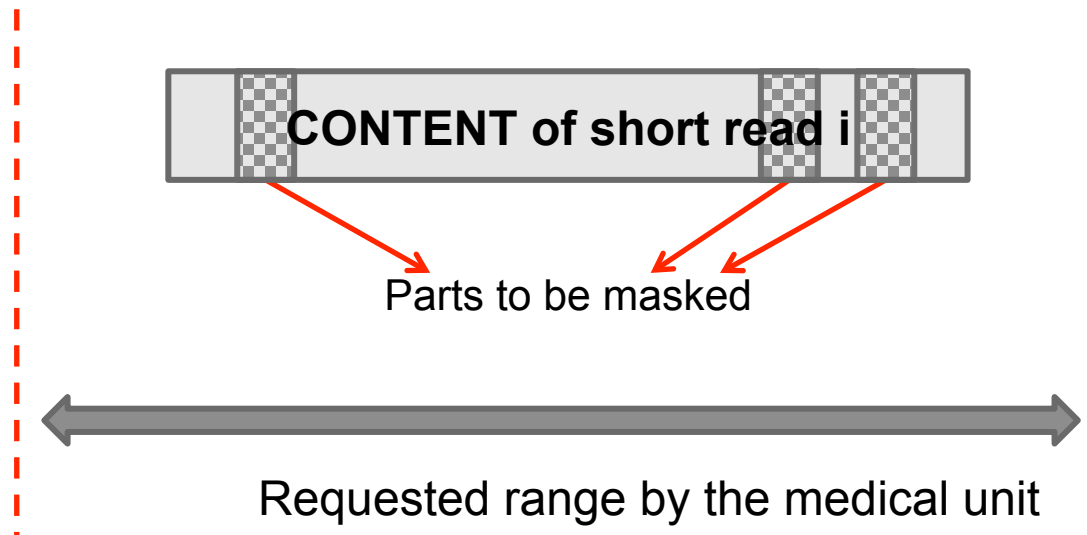 CONTENT of short read i
Parts to be masked
Requested range by the medical unit